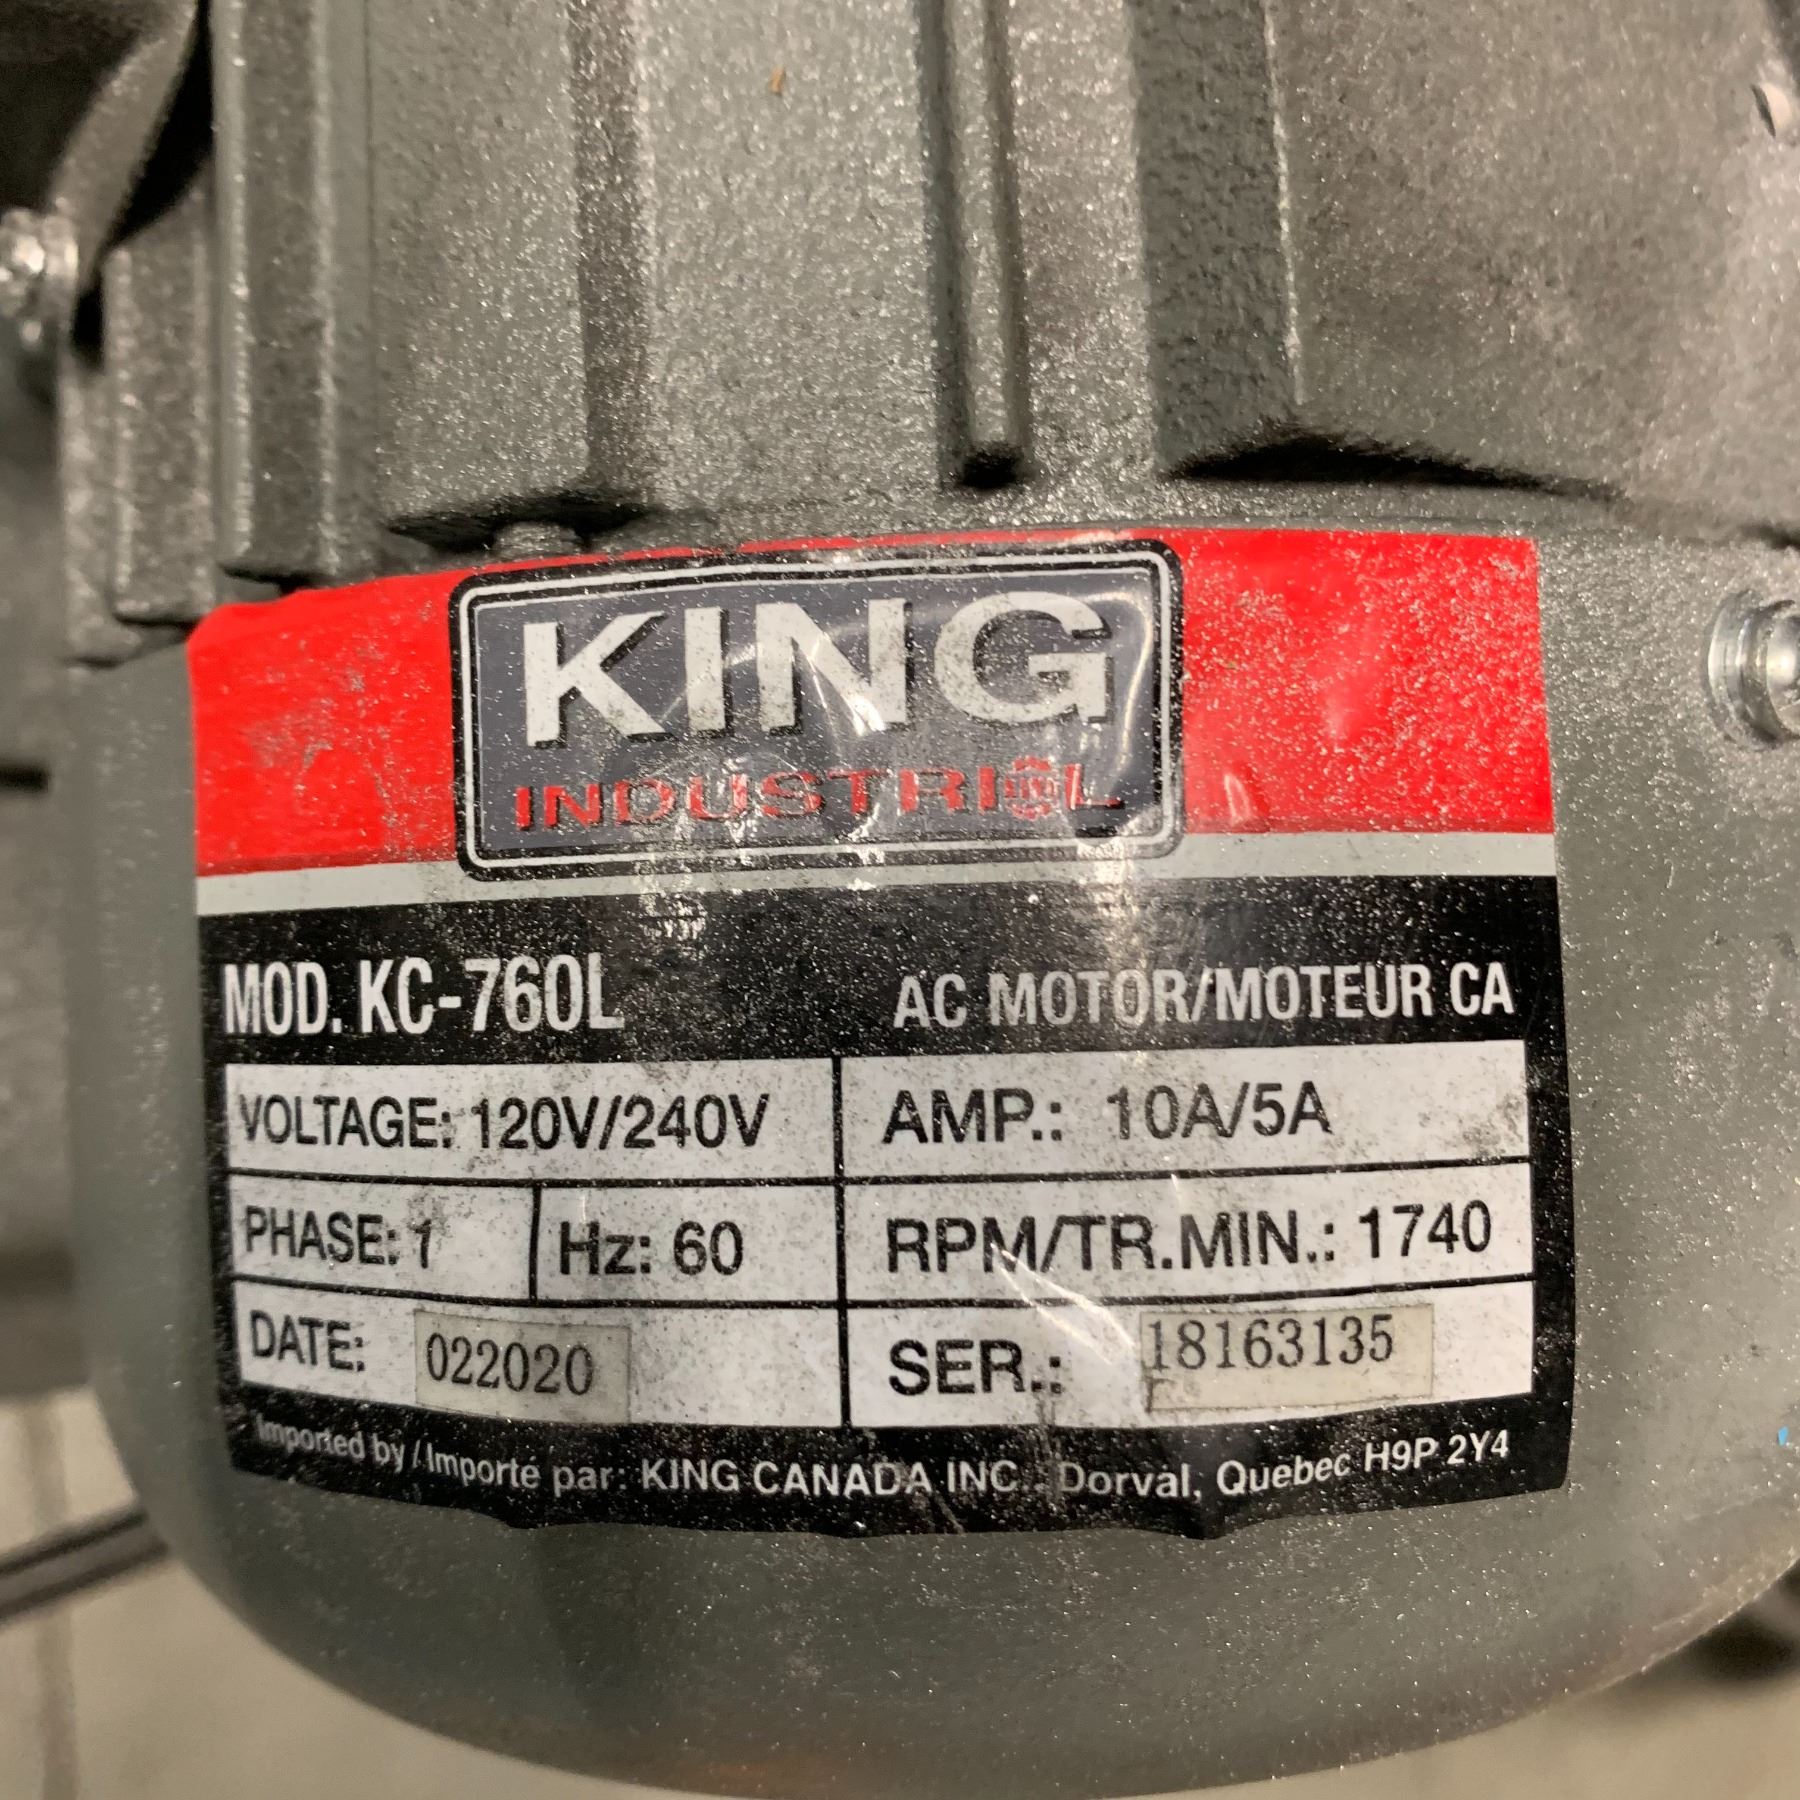 KING
INDUSTRIAL
MOD. KC-760L
AC MOTOR/MOTEUR CA
VOLTAGE: 120V/240V
AMP.: 10A/5A
PHASE: 1
Hz: 60
RPM/TR.MIN.: 1740
DATE: 022020
SER.: 18163135
Imported by / Importé par: KING CANADA INC., Dorval, Quebec H9P 2Y4